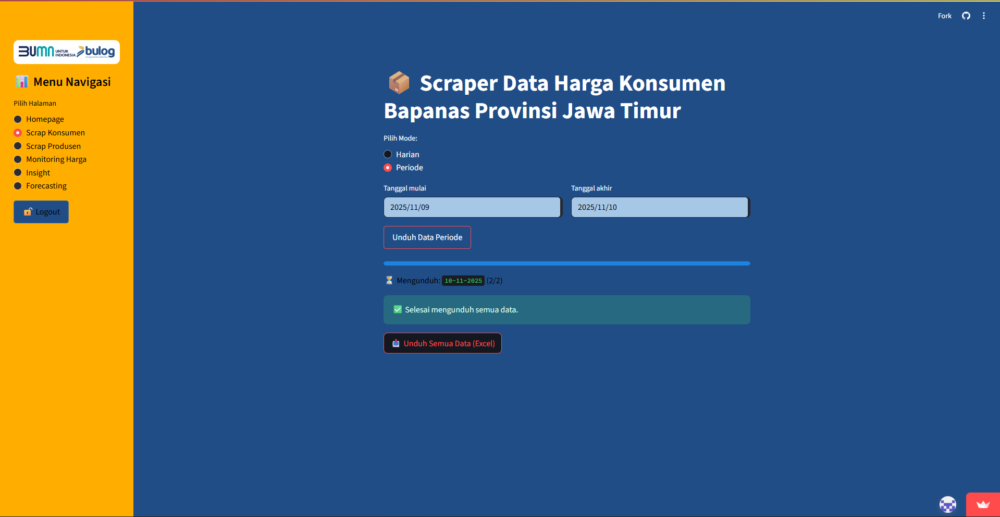 Fork
BUMN UNTUK INDONESIA bulog
Menu Navigasi
Pilih Halaman
Homepage
Scrap Konsumen
Scrap Produsen
Monitoring Harga
Insight
Forecasting
Logout
Scraper Data Harga Konsumen
Bapanas Provinsi Jawa Timur
Pilih Mode:
Harian
Periode
Tanggal mulai
Tanggal akhir
2025/11/09
2025/11/10
Unduh Data Periode
Mengunduh: 10-11-2025 (2/2)
Selesai mengunduh semua data.
Unduh Semua Data (Excel)